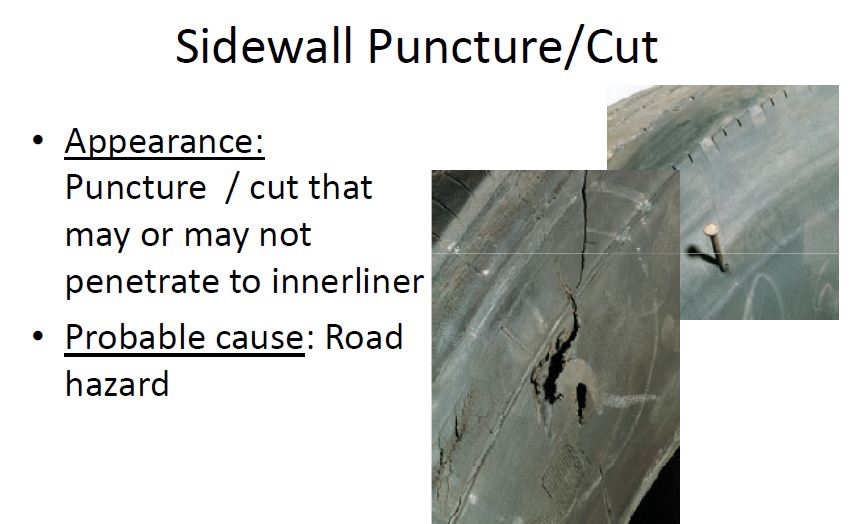 Sidewall Puncture/Cut
• Appearance:
Puncture / cut that
may or may not
penetrate to innerliner
• Probable cause: Road
hazard